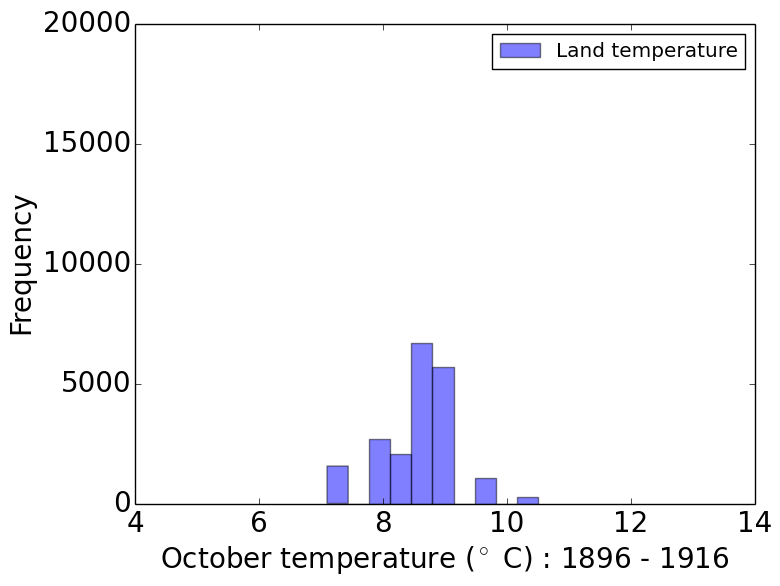 20000
Land temperature
15000
Frequency
10000
5000
0
4 6 8 10 12 14
October temperature (° C) : 1896 - 1916